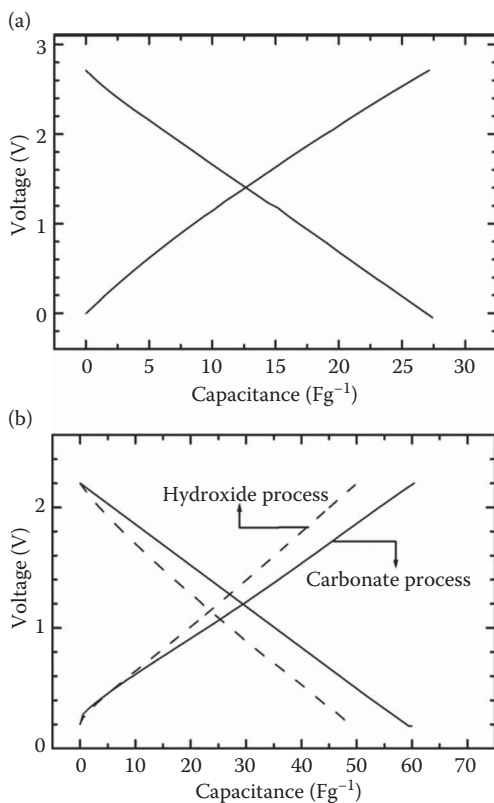 (a)
3
2
1
0
Voltage (V)
0 5 10 15 20 25 30
Capacitance (Fg⁻¹)
(b)
2
1
0
Voltage (V)
Hydroxide process
Carbonate process
0 10 20 30 40 50 60 70
Capacitance (Fg⁻¹)